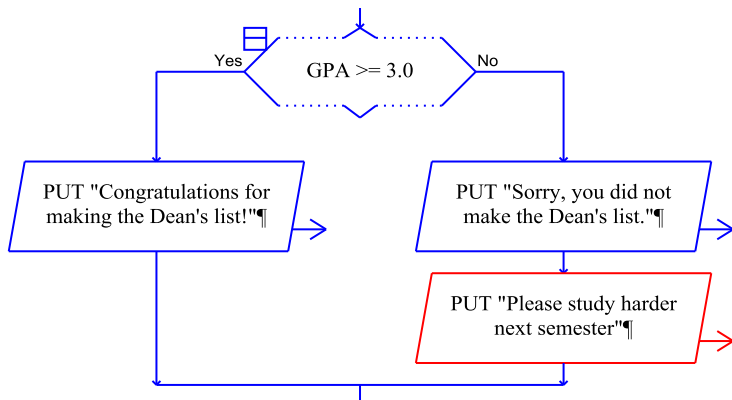 Yes
GPA >= 3.0
No
PUT "Congratulations for
making the Dean's list!"¶
PUT "Sorry, you did not
make the Dean's list."¶
PUT "Please study harder
next semester"¶